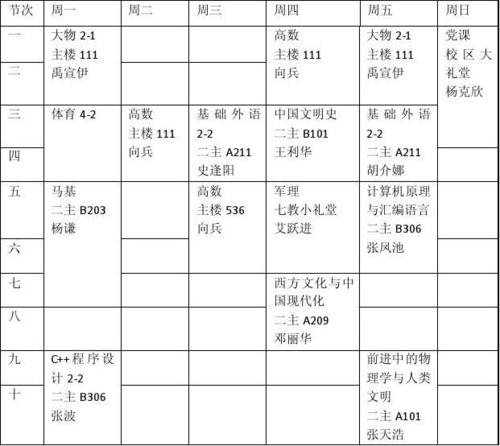 节次 周一 周二 周三 周四 周五 周日
一
二
大物 2-1
主楼 111
禹宣伊
高数
主楼 111
向兵
大物 2-1
主楼 111
禹宣伊
党课
校区大
礼堂
杨克欣
三
四
体育 4-2
高数
主楼 111
向兵
基础外语
2-2
二主 A211
史逢阳
中国文明史
二主 B101
王利华
基础外语
2-2
二主 A211
胡介娜
五
六
马基
二主 B203
杨谦
高数
主楼 536
向兵
军理
七教小礼堂
艾跃进
计算机原理
与汇编语言
二主 B306
张凤池
七
八
西方文化与中
国现代化
二主 A209
邓丽华
九
十
C++程序设
计 2-2
二主 B306
张波
前进中的物
理学与人类
文明
二主 A101
张天浩